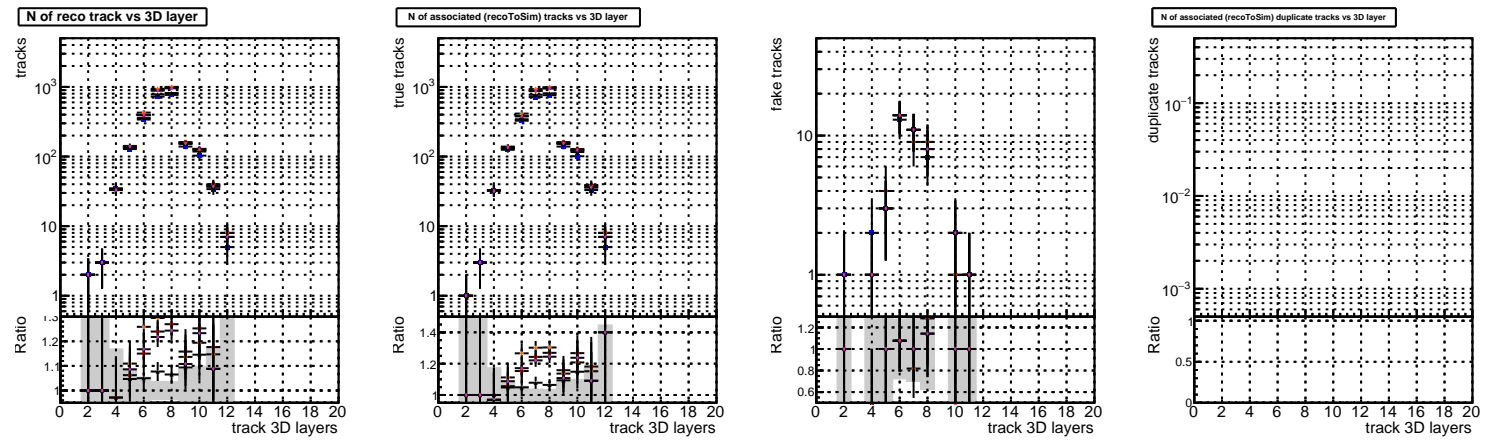 N of reco track vs 3D layer
tracks
10³
10²
10
1
Ratio
1.3
1.2
1.1
1
0 2 4 6 8 10 12 14 16 18 20
track 3D layers
N of associated (recoToSim) tracks vs 3D layer
true tracks
10³
10²
10
1
Ratio
1.4
1.2
1
0 2 4 6 8 10 12 14 16 18 20
track 3D layers
fake tracks
10
1
Ratio
1.2
1
0.8
0.6
0 2 4 6 8 10 12 14 16 18 20
track 3D layers
N of associated (recoToSim) duplicate tracks vs 3D layer
duplicate tracks
10⁻¹
10⁻²
10⁻³
Ratio
1
0.5
0
0 2 4 6 8 10 12 14 16 18 20
track 3D layers